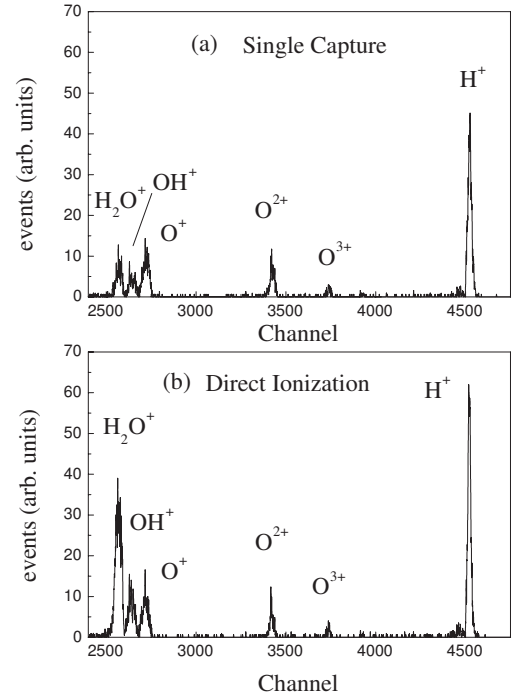 70
(a) Single Capture
60
H⁺
50
events (arb. units)
40
30
H₂O⁺
OH⁺
20
O⁺
O²⁺
O³⁺
10
0
2500 3000 3500 4000 4500
Channel
70
(b) Direct Ionization
H⁺
60
H₂O⁺
50
events (arb. units)
40
OH⁺
30
O⁺
O²⁺
20
O³⁺
10
0
2500 3000 3500 4000 4500
Channel